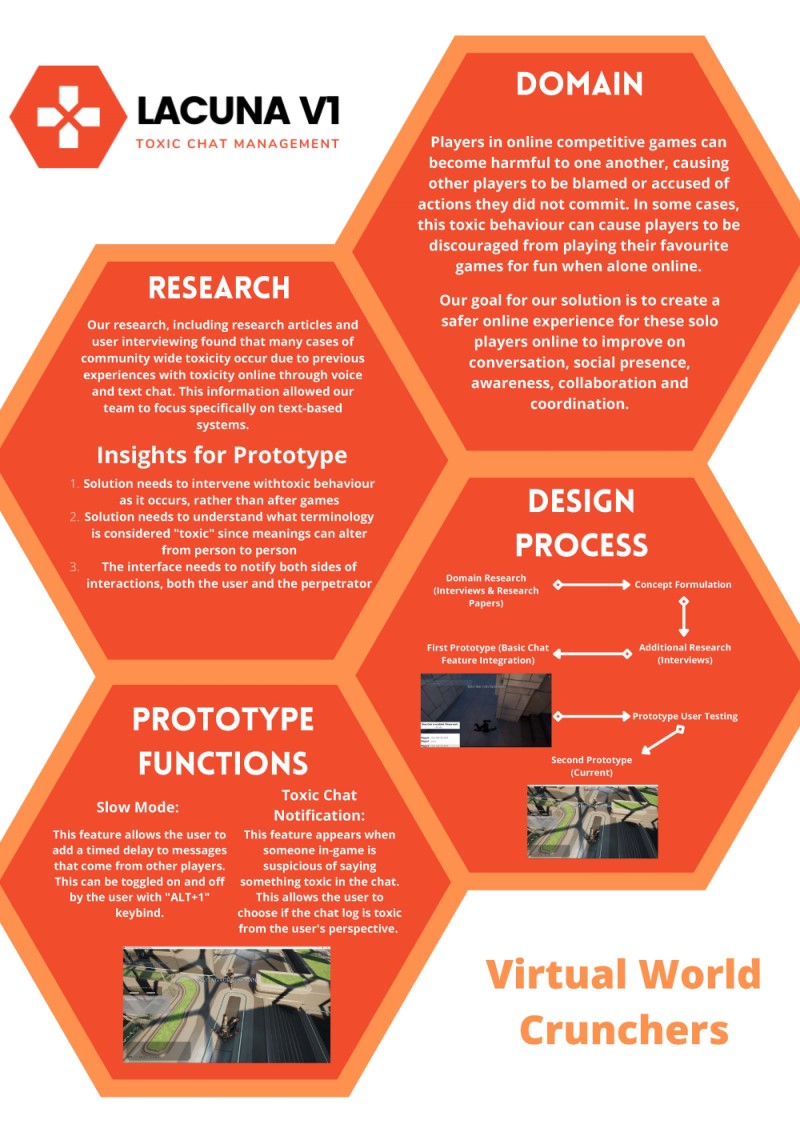 LACUNA V1
TOXIC CHAT MANAGEMENT
DOMAIN
Players in online competitive games can
become harmful to one another, causing
other players to be blamed or accused of
actions they did not commit. In some cases,
this toxic behaviour can cause players to be
discouraged from playing their favourite
games for fun when alone online.
Our goal for our solution is to create a
safer online experience for these solo
players online to improve on
conversation, social presence,
awareness, collaboration and
coordination.
RESEARCH
Our research, including research articles and
user interviewing found that many cases of
community wide toxicity occur due to previous
experiences with toxicity online through voice
and text chat. This information allowed our
team to focus specifically on text-based
systems.
Insights for Prototype
1. Solution needs to intervene withtoxic behaviour
as it occurs, rather than after games
2. Solution needs to understand what terminology
is considered "toxic" since meanings can alter
from person to person
3. The interface needs to notify both sides of
interactions, both the user and the perpetrator
DESIGN
PROCESS
Domain Research
(Interviews & Research
Papers)
Concept Formulation
First Prototype (Basic Chat
Feature Integration)
Additional Research
(Interviews)
Prototype User Testing
Second Prototype
(Current)
PROTOTYPE
FUNCTIONS
Slow Mode:
This feature allows the user to
add a timed delay to messages
that come from other players.
This can be toggled on and off
by the user with "ALT+1"
keybind.
Toxic Chat
Notification:
This feature appears when
someone in-game is
suspicious of saying
something toxic in the chat.
This allows the user to
choose if the chat log is toxic
from the user's perspective.
Virtual World
Crunchers